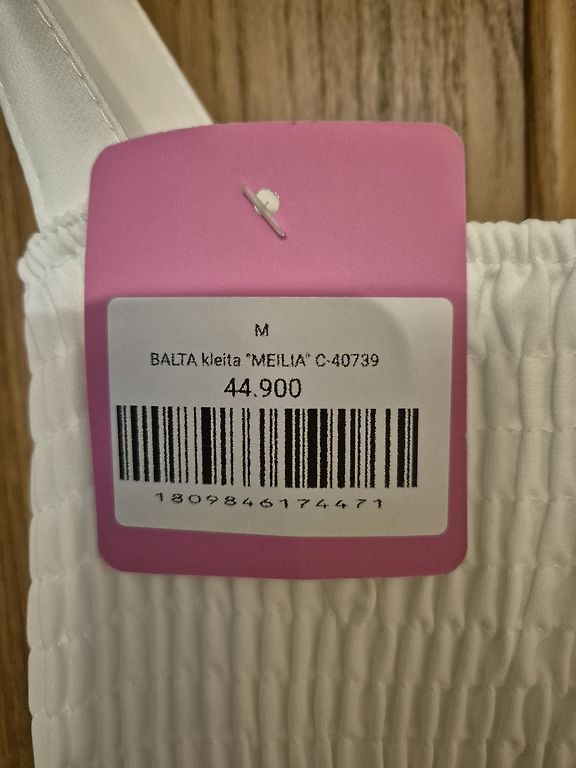 M
BALTA kleita "MEILIA" C-40739
44.900
1809846174471